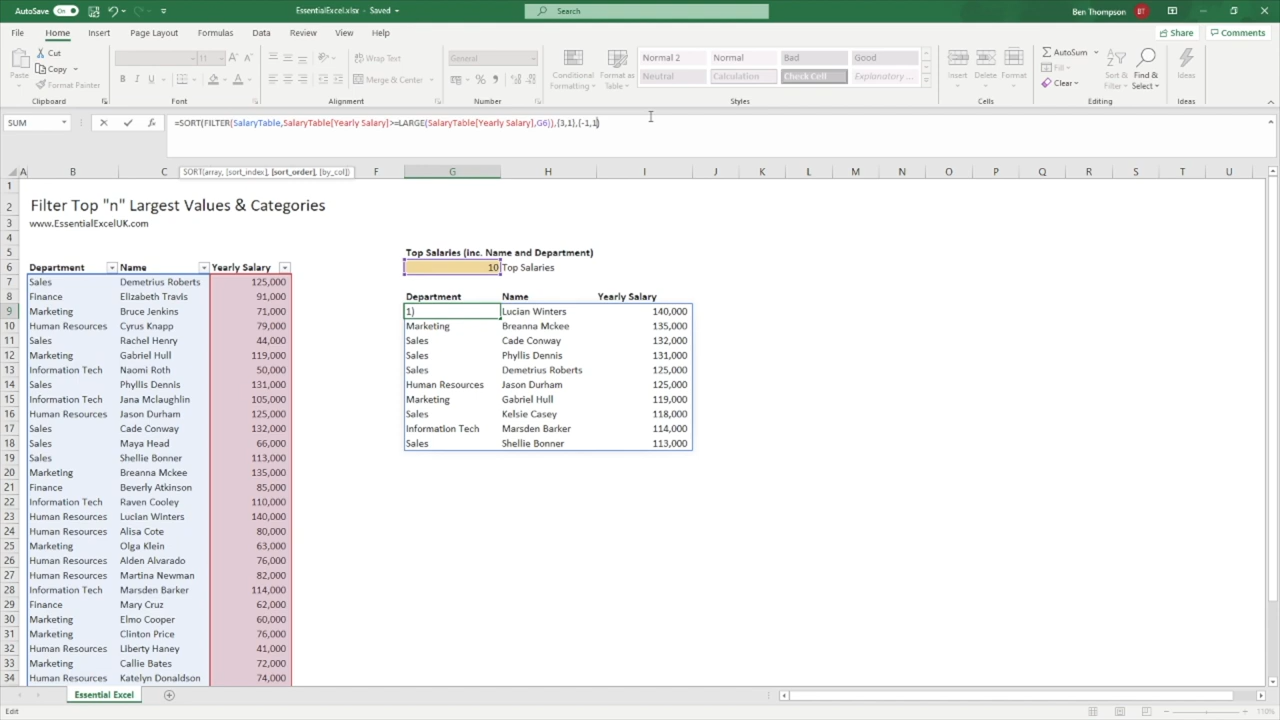 AutoSave On EssentialExcel.xlsx - Saved Search Ben Thompson BT
File Home Insert Page Layout Formulas Data Review View Help Share Comments
Paste Cut Copy Format Painter
Clipboard
11 A A B I U
Font
Wrap Text Merge & Center
Alignment
General % ,
Number
Conditional Formatting Format as Table
Normal 2 Normal Bad Good
Neutral Calculation Check Cell Explanatory ...
Styles
Insert Delete Format
Cells
AutoSum Fill Clear Sort & Filter Find & Select
Editing
Ideas
Ideas
SUM fx =SORT(FILTER(SalaryTable,SalaryTable[Yearly Salary]>=LARGE(SalaryTable[Yearly Salary],G6)),{3,1},{-1,1)
SORT(array, [sort_index], [sort_order], [by_col])
A B C F G H I J K L M N O P Q R S T U
1
2 Filter Top "n" Largest Values & Categories
3 www.EssentialExcelUK.com
4
5 Top Salaries (inc. Name and Department)
6 Department Name Yearly Salary 10 Top Salaries
7 Sales Demetrius Roberts 125,000
8 Finance Elizabeth Travis 91,000 Department Name Yearly Salary
9 Marketing Bruce Jenkins 71,000 1) Lucian Winters 140,000
10 Human Resources Cyrus Knapp 79,000 Marketing Breanna Mckee 135,000
11 Sales Rachel Henry 44,000 Sales Cade Conway 132,000
12 Marketing Gabriel Hull 119,000 Sales Phyllis Dennis 131,000
13 Information Tech Naomi Roth 50,000 Sales Demetrius Roberts 125,000
14 Sales Phyllis Dennis 131,000 Human Resources Jason Durham 125,000
15 Information Tech Jana Mclaughlin 105,000 Marketing Gabriel Hull 119,000
16 Human Resources Jason Durham 125,000 Sales Kelsie Casey 118,000
17 Sales Cade Conway 132,000 Information Tech Marsden Barker 114,000
18 Sales Maya Head 66,000 Sales Shellie Bonner 113,000
19 Sales Shellie Bonner 113,000
20 Marketing Breanna Mckee 135,000
21 Finance Beverly Atkinson 85,000
22 Information Tech Raven Cooley 110,000
23 Human Resources Lucian Winters 140,000
24 Human Resources Alisa Cote 80,000
25 Marketing Olga Klein 63,000
26 Human Resources Alden Alvarado 76,000
27 Human Resources Martina Newman 82,000
28 Information Tech Marsden Barker 114,000
29 Finance Mary Cruz 62,000
30 Marketing Elmo Cooper 60,000
31 Marketing Clinton Price 76,000
32 Human Resources Liberty Haney 41,000
33 Marketing Callie Bates 72,000
34 Human Resources Katelyn Donaldson 74,000
Essential Excel
Edit 110%